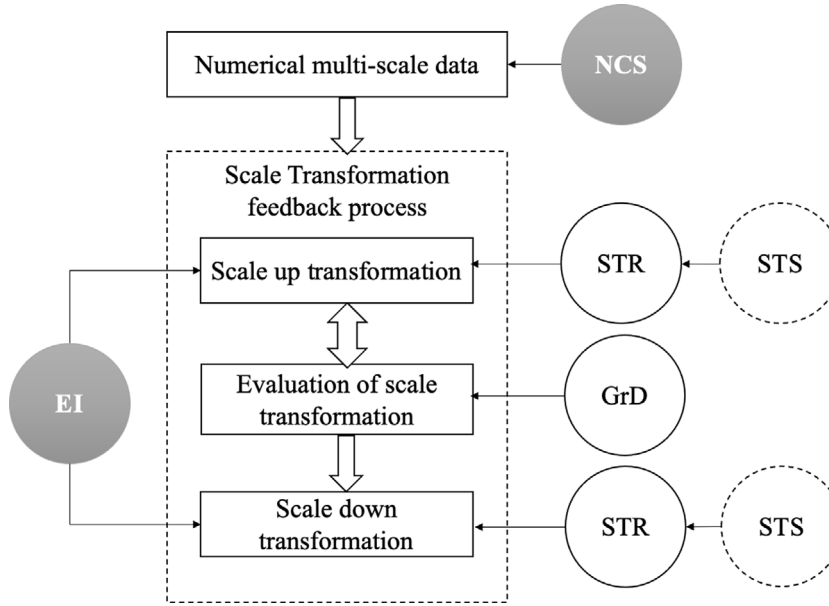 Numerical multi-scale data
NCS
Scale Transformation
feedback process
Scale up transformation
STR
STS
EI
Evaluation of scale
transformation
GrD
Scale down
transformation
STR
STS